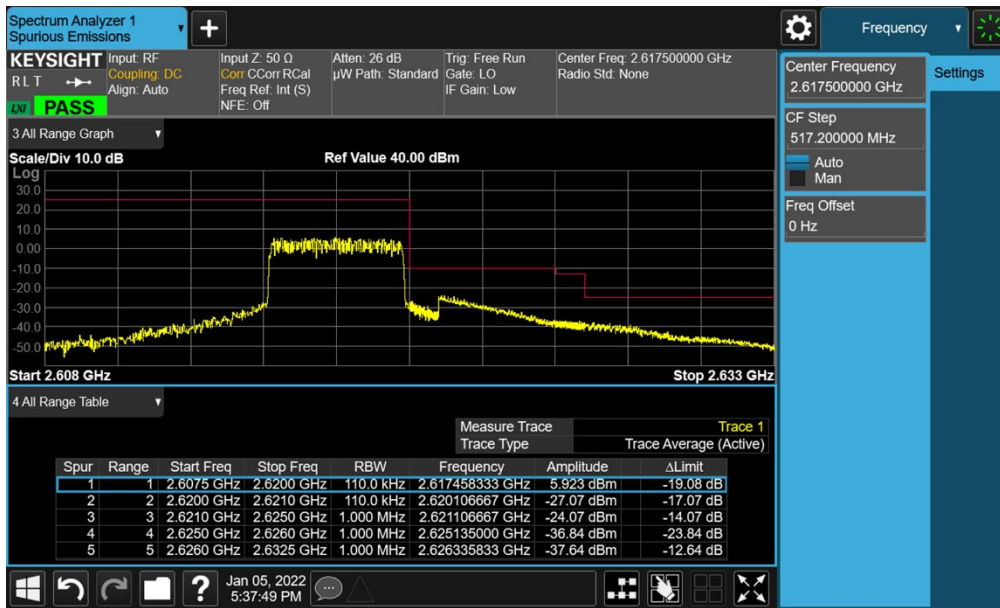 Spectrum Analyzer 1
Spurious Emissions
Frequency
KEYSIGHT
RLT
LXI PASS
Input: RF
Coupling: DC
Align: Auto
Input Z: 50 Ω
Corr CCorr RCal
Freq Ref: Int (S)
NFE: Off
Atten: 26 dB
µW Path: Standard
Trig: Free Run
Gate: LO
IF Gain: Low
Center Freq: 2.617500000 GHz
Radio Std: None
Center Frequency
2.617500000 GHz
Settings
CF Step
517.200000 MHz
Auto
Man
Freq Offset
0 Hz
3 All Range Graph
Scale/Div 10.0 dB Ref Value 40.00 dBm
Log
30.0
20.0
10.0
0.00
-10.0
-20.0
-30.0
-40.0
-50.0
Start 2.608 GHz Stop 2.633 GHz
4 All Range Table
Measure Trace Trace 1
Trace Type Trace Average (Active)
Spur Range Start Freq Stop Freq RBW Frequency Amplitude ΔLimit
1 1 2.6075 GHz 2.6200 GHz 110.0 kHz 2.617458333 GHz 5.923 dBm -19.08 dB
2 2 2.6200 GHz 2.6210 GHz 110.0 kHz 2.620106667 GHz -27.07 dBm -17.07 dB
3 3 2.6210 GHz 2.6250 GHz 1.000 MHz 2.621106667 GHz -24.07 dBm -14.07 dB
4 4 2.6250 GHz 2.6260 GHz 1.000 MHz 2.625135000 GHz -36.84 dBm -23.84 dB
5 5 2.6260 GHz 2.6325 GHz 1.000 MHz 2.626335833 GHz -37.64 dBm -12.64 dB
Jan 05, 2022
5:37:49 PM